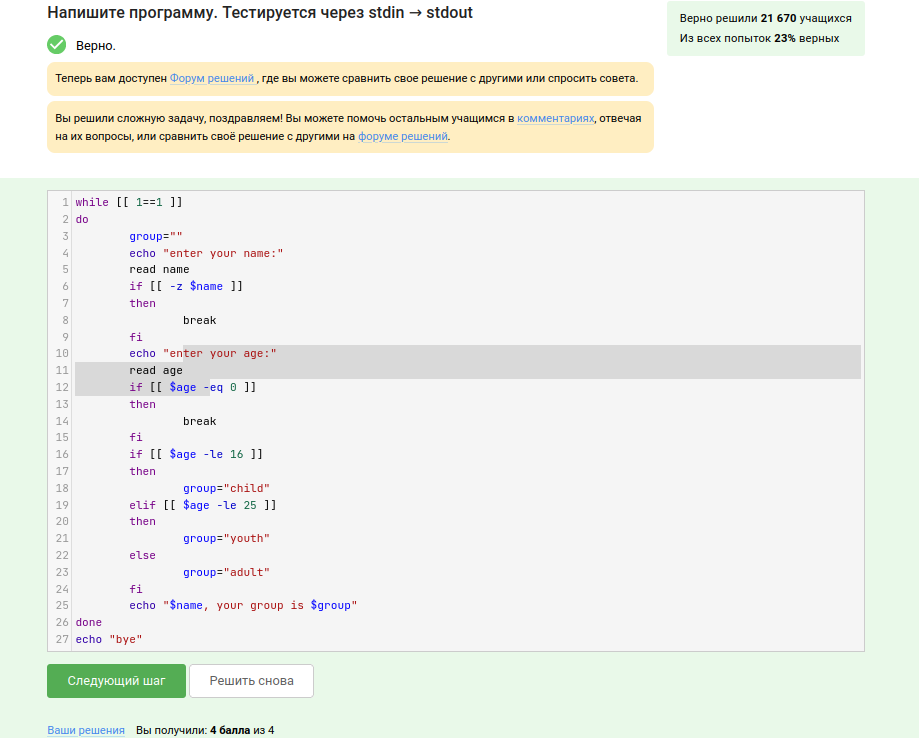 Напишите программу. Тестируется через stdin → stdout
Верно решили 21 670 учащихся
Из всех попыток 23% верных
Верно.
Теперь вам доступен Форум решений , где вы можете сравнить свое решение с другими или спросить совета.
Вы решили сложную задачу, поздравляем! Вы можете помочь остальным учащимся в комментариях, отвечая
на их вопросы, или сравнить своё решение с другими на форуме решений.
1 while [[ 1==1 ]]
2 do
3 group=""
4 echo "enter your name:"
5 read name
6 if [[ -z $name ]]
7 then
8 break
9 fi
10 echo "enter your age:"
11 read age
12 if [[ $age -eq 0 ]]
13 then
14 break
15 fi
16 if [[ $age -le 16 ]]
17 then
18 group="child"
19 elif [[ $age -le 25 ]]
20 then
21 group="youth"
22 else
23 group="adult"
24 fi
25 echo "$name, your group is $group"
26 done
27 echo "bye"
Следующий шаг
Решить снова
Ваши решения Вы получили: 4 балла из 4